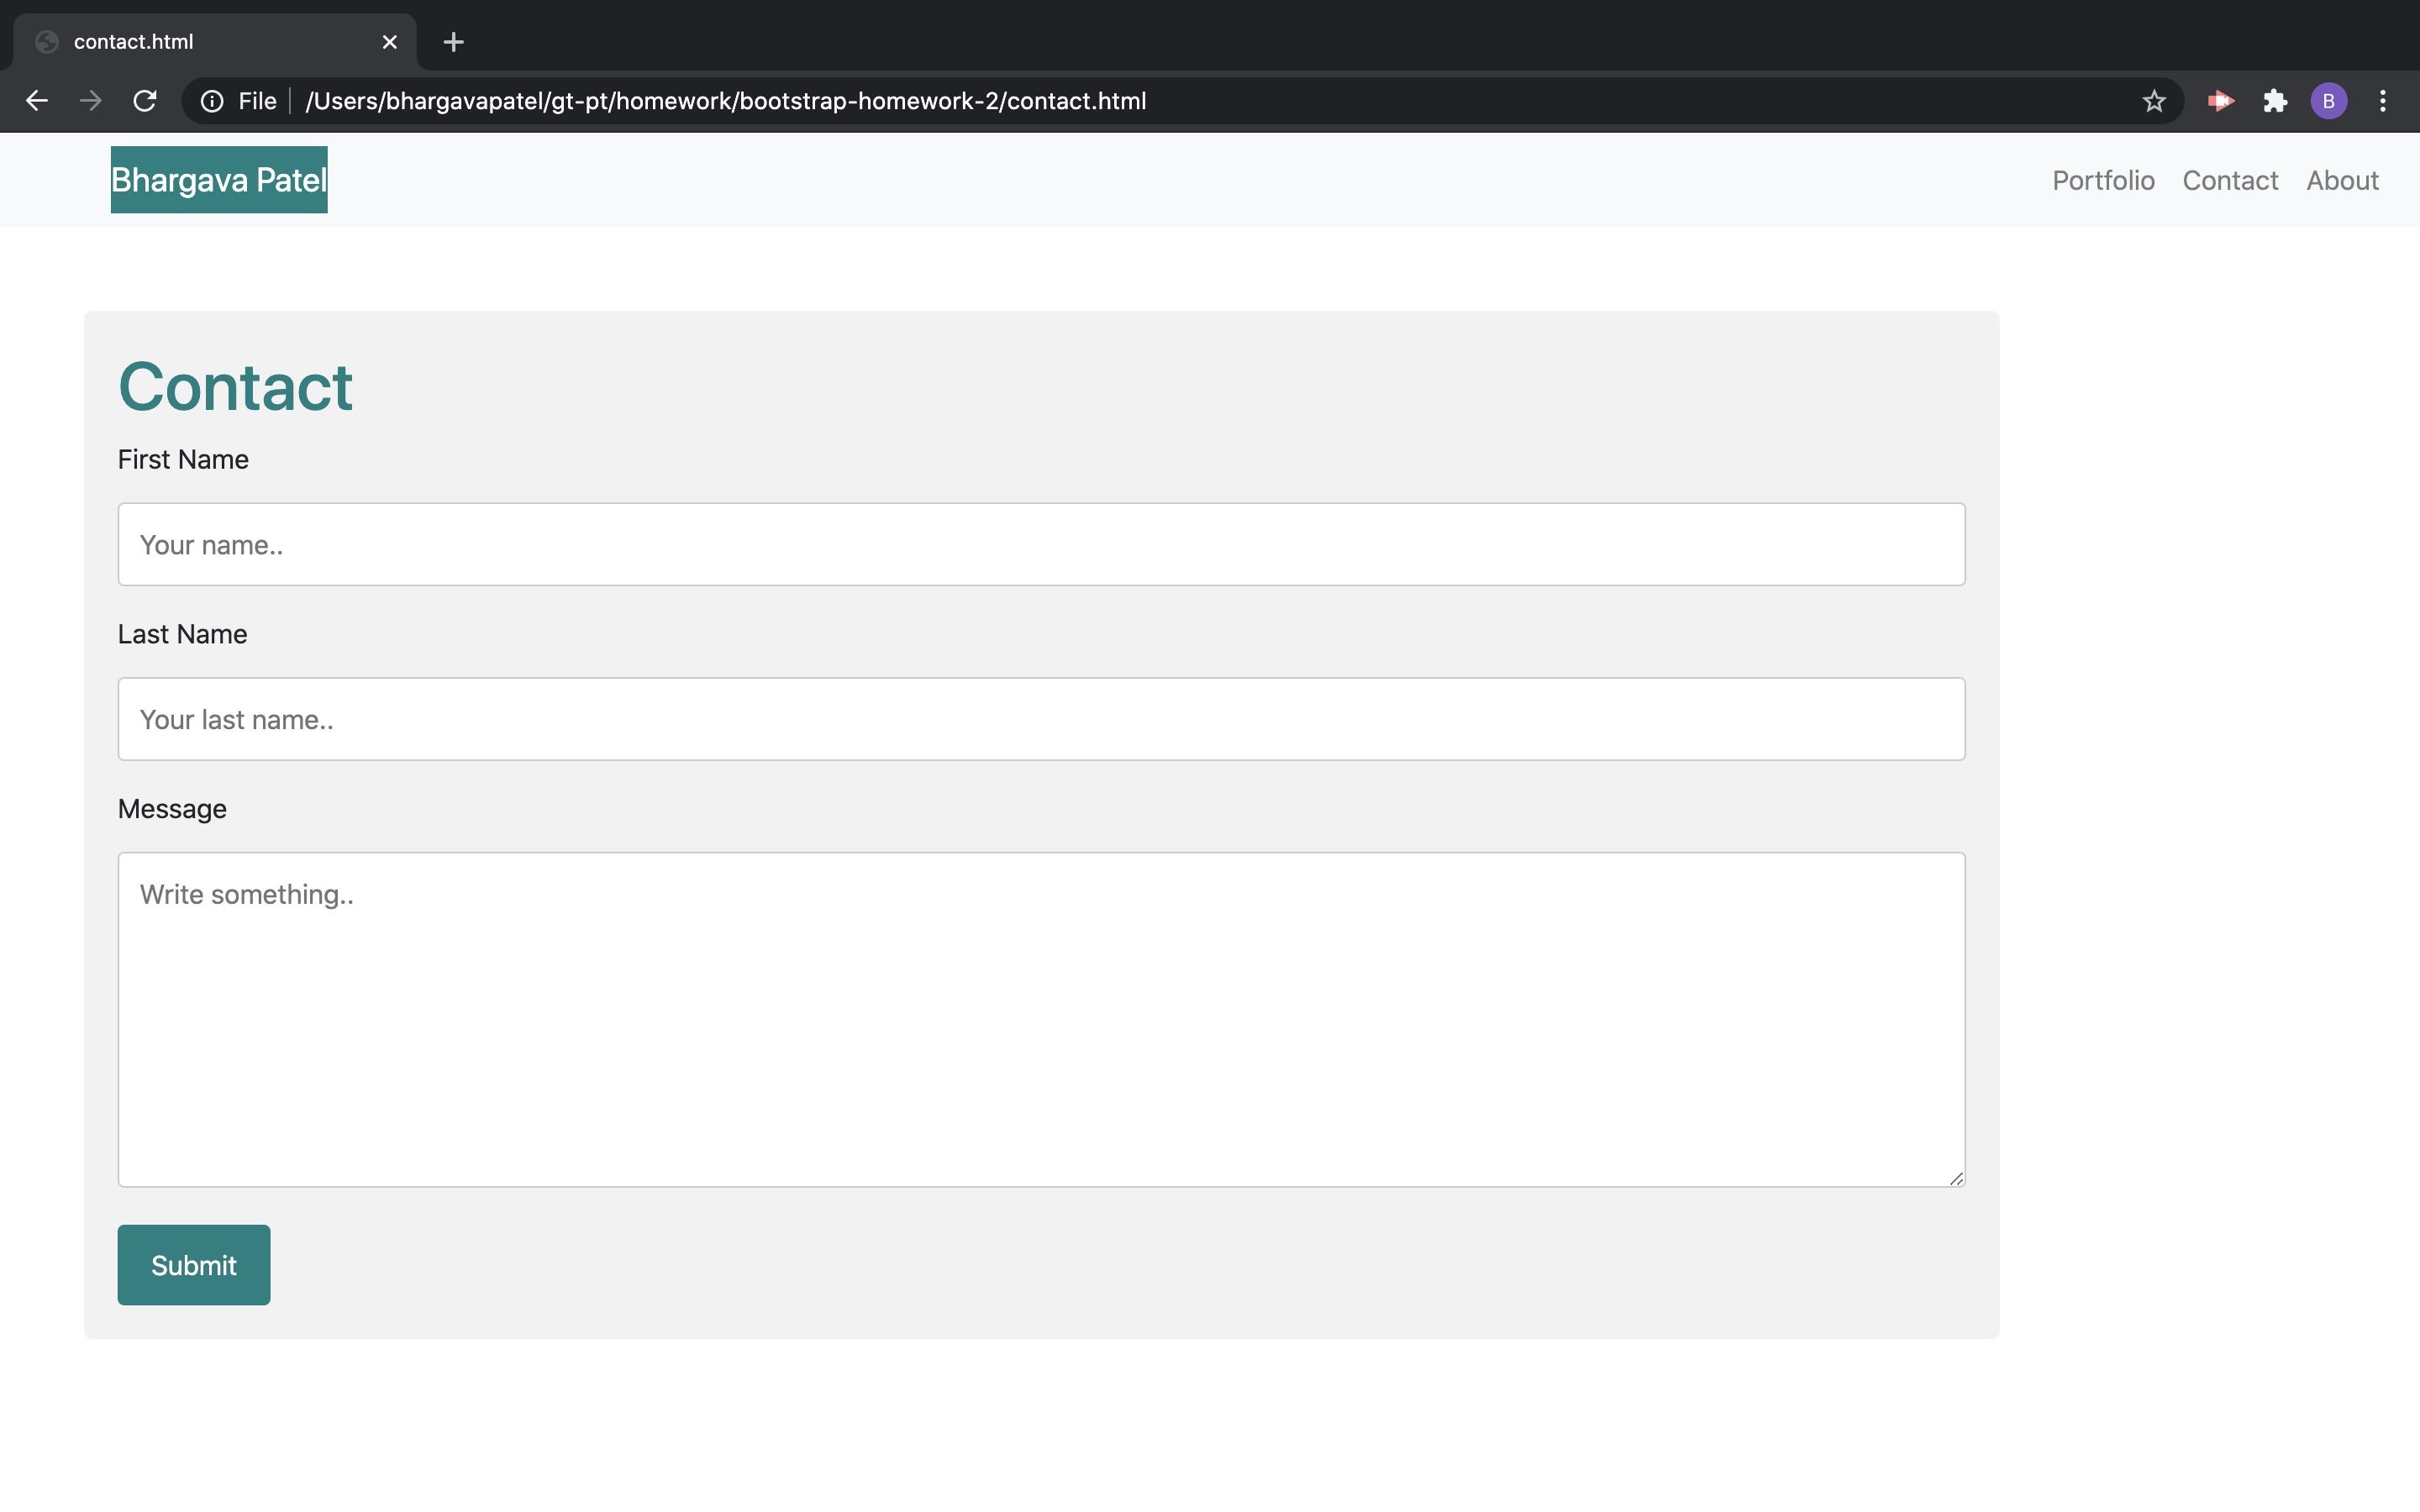 contact.html
File /Users/bhargavapatel/gt-pt/homework/bootstrap-homework-2/contact.html
B
Bhargava Patel
Portfolio Contact About
Contact
First Name
Your name..
Last Name
Your last name..
Message
Write something..
Submit